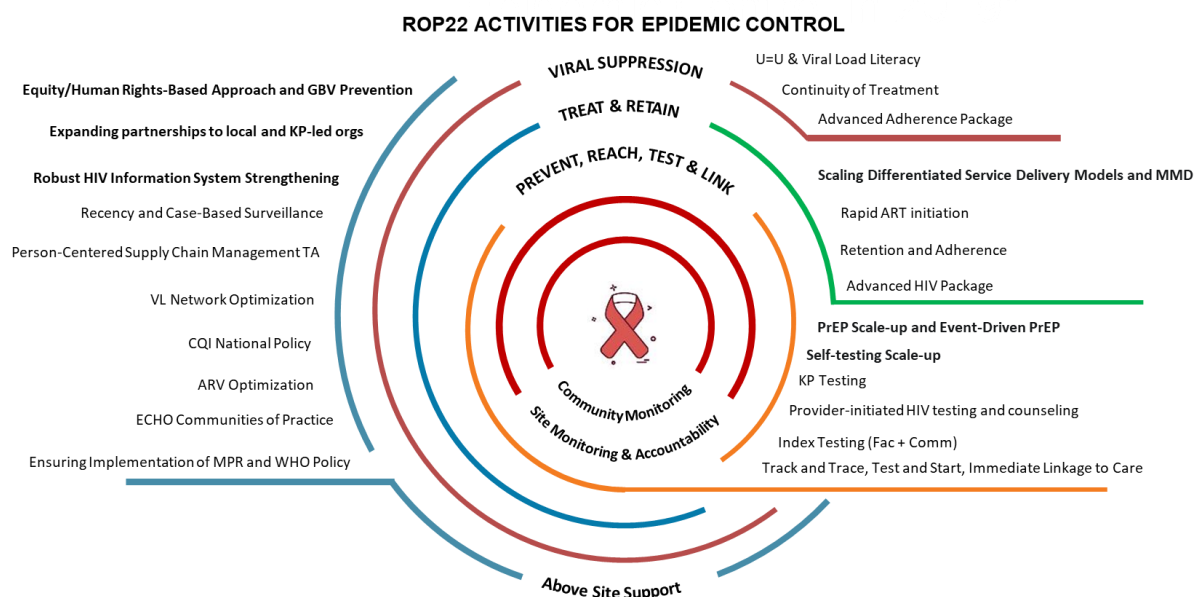 ROP22 ACTIVITIES FOR EPIDEMIC CONTROL
VIRAL SUPPRESSION
TREAT & RETAIN
PREVENT, REACH, TEST & LINK
Community Monitoring
Site Monitoring & Accountability
Above Site Support
Equity/Human Rights-Based Approach and GBV Prevention
Expanding partnerships to local and KP-led orgs
Robust HIV Information System Strengthening
Recency and Case-Based Surveillance
Person-Centered Supply Chain Management TA
VL Network Optimization
CQI National Policy
ARV Optimization
ECHO Communities of Practice
Ensuring Implementation of MPR and WHO Policy
U=U & Viral Load Literacy
Continuity of Treatment
Advanced Adherence Package
Scaling Differentiated Service Delivery Models and MMD
Rapid ART initiation
Retention and Adherence
Advanced HIV Package
PrEP Scale-up and Event-Driven PrEP
Self-testing Scale-up
KP Testing
Provider-initiated HIV testing and counseling
Index Testing (Fac + Comm)
Track and Trace, Test and Start, Immediate Linkage to Care